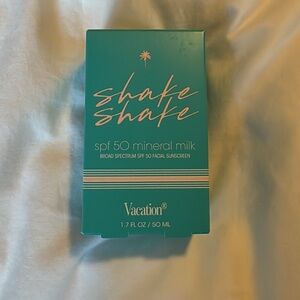 shake
shake
spf 50 mineral milk
BROAD SPECTRUM SPF 50 FACIAL SUNSCREEN
Vacation®
1.7 FL OZ / 50 ML